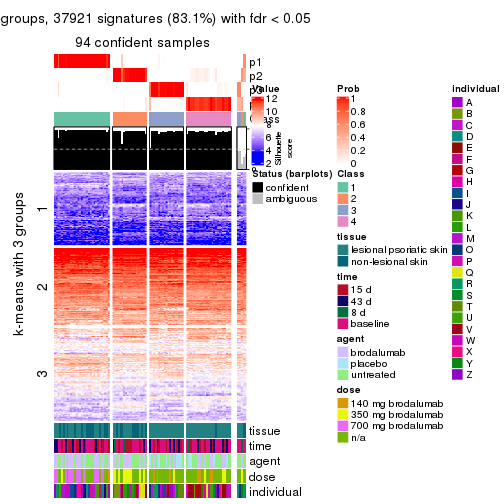 groups, 37921 signatures (83.1%) with fdr < 0.05
94 confident samples
p1
p2
p3
Class
Silhouette
score
k-means with 3 groups
1
2
3
tissue
time
agent
dose
individual
Value
12
10
8
6
4
2
Status (barplots)
confident
ambiguous
Prob
1
0.8
0.6
0.4
0.2
0
Class
1
2
3
4
tissue
lesional psoriatic skin
non-lesional skin
time
15 d
43 d
8 d
baseline
agent
brodalumab
placebo
untreated
dose
140 mg brodalumab
350 mg brodalumab
700 mg brodalumab
n/a
individual
A
B
C
D
E
F
G
H
I
J
K
L
M
O
P
Q
R
S
T
U
V
W
X
Y
Z